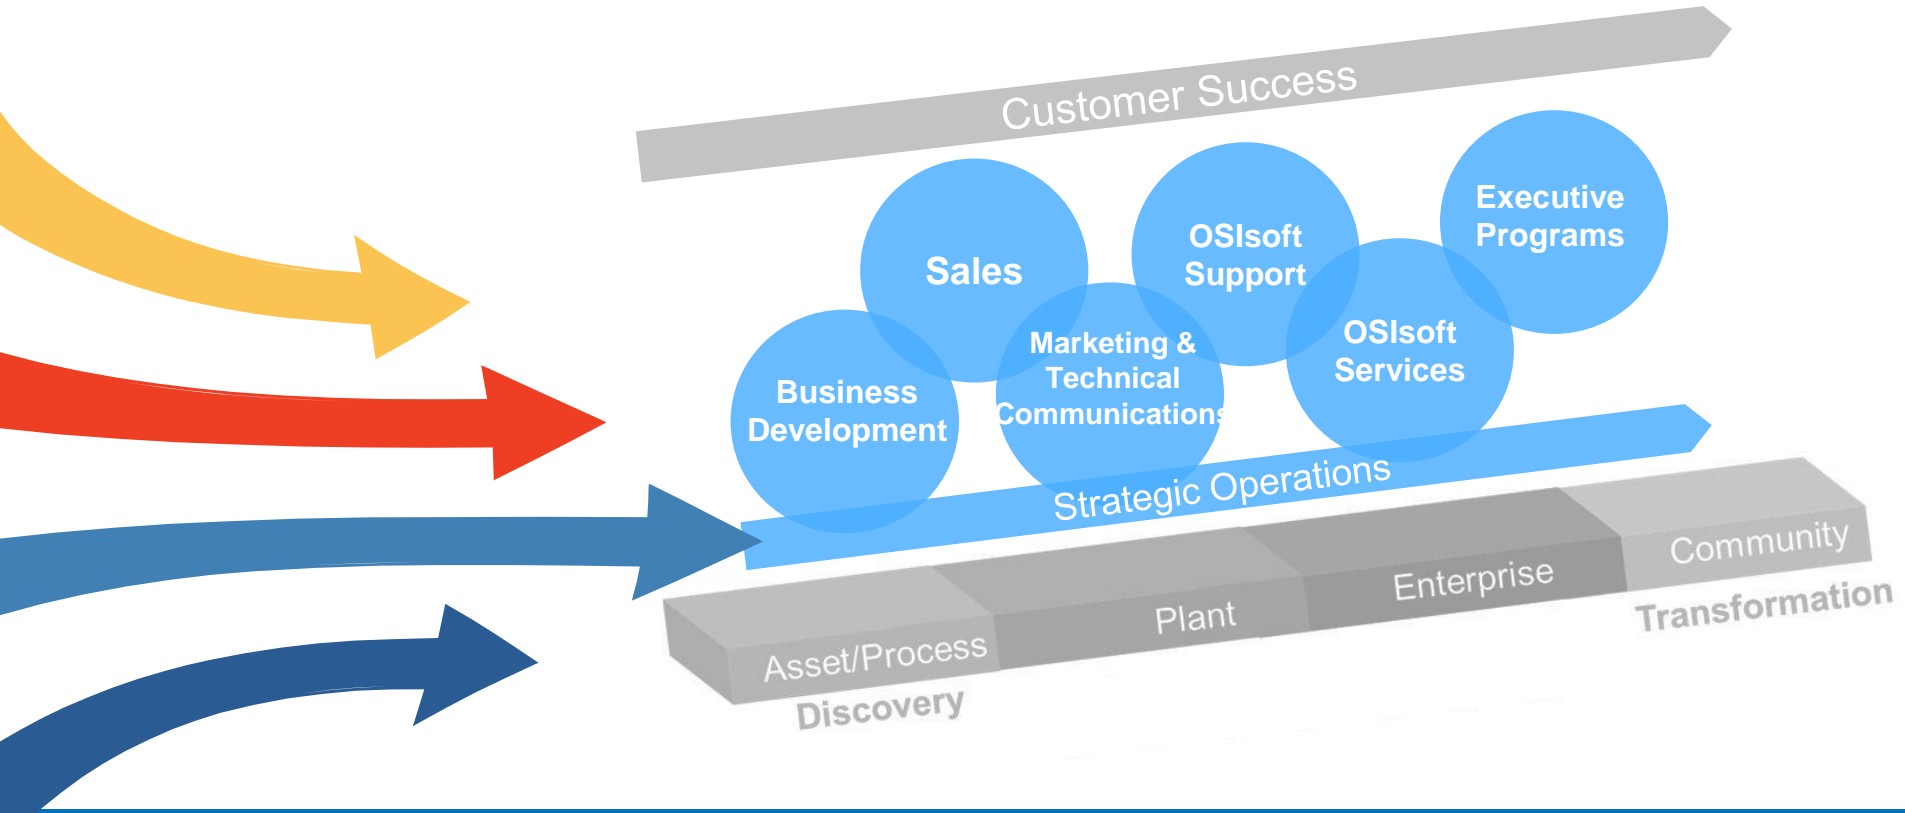 Customer Success
Executive
Programs
OSIsoft
Support
Sales
OSIsoft
Services
Marketing &
Technical
Communications
Business
Development
Strategic Operations
Community
Enterprise
Plant
Asset/Process
Transformation
Discovery